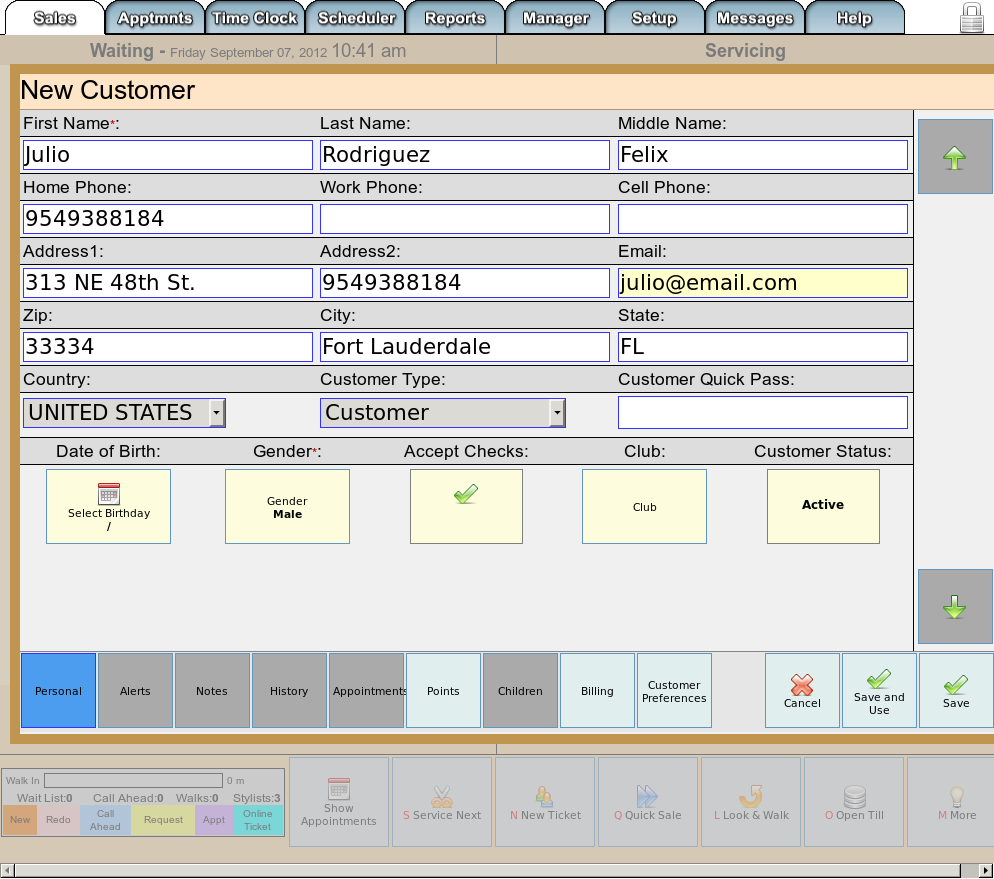 Sales Apptmnts Time Clock Scheduler Reports Manager Setup Messages Help
Waiting - Friday September 07, 2012 10:41 am Servicing
New Customer
First Name*: Last Name: Middle Name:
Julio Rodriguez Felix
Home Phone: Work Phone: Cell Phone:
9549388184
Address1: Address2: Email:
313 NE 48th St. 9549388184 julio@email.com
Zip: City: State:
33334 Fort Lauderdale FL
Country: Customer Type: Customer Quick Pass:
UNITED STATES Customer
Date of Birth: Gender*: Accept Checks: Club: Customer Status:
Select Birthday
/
Gender
Male
Club
Active
Personal Alerts Notes History Appointments Points Children Billing
Customer
Preferences
Cancel
Save and
Use
Save
Walk In 0 m
Wait List:0 Call Ahead:0 Walks:0 Stylists:3
New Redo
Call
Ahead
Request Appt
Online
Ticket
Show
Appointments
S Service Next N New Ticket Q Quick Sale L Look & Walk O Open Till M More